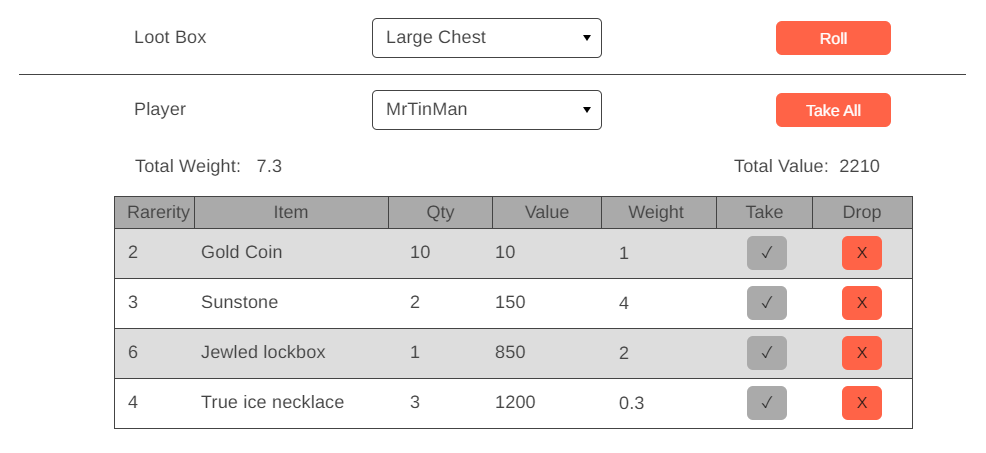 Loot Box Large Chest Roll
Player MrTinMan Take All
Total Weight: 7.3 Total Value: 2210
Rarerity Item Qty Value Weight Take Drop
2 Gold Coin 10 10 1 ✓ X
3 Sunstone 2 150 4 ✓ X
6 Jewled lockbox 1 850 2 ✓ X
4 True ice necklace 3 1200 0.3 ✓ X